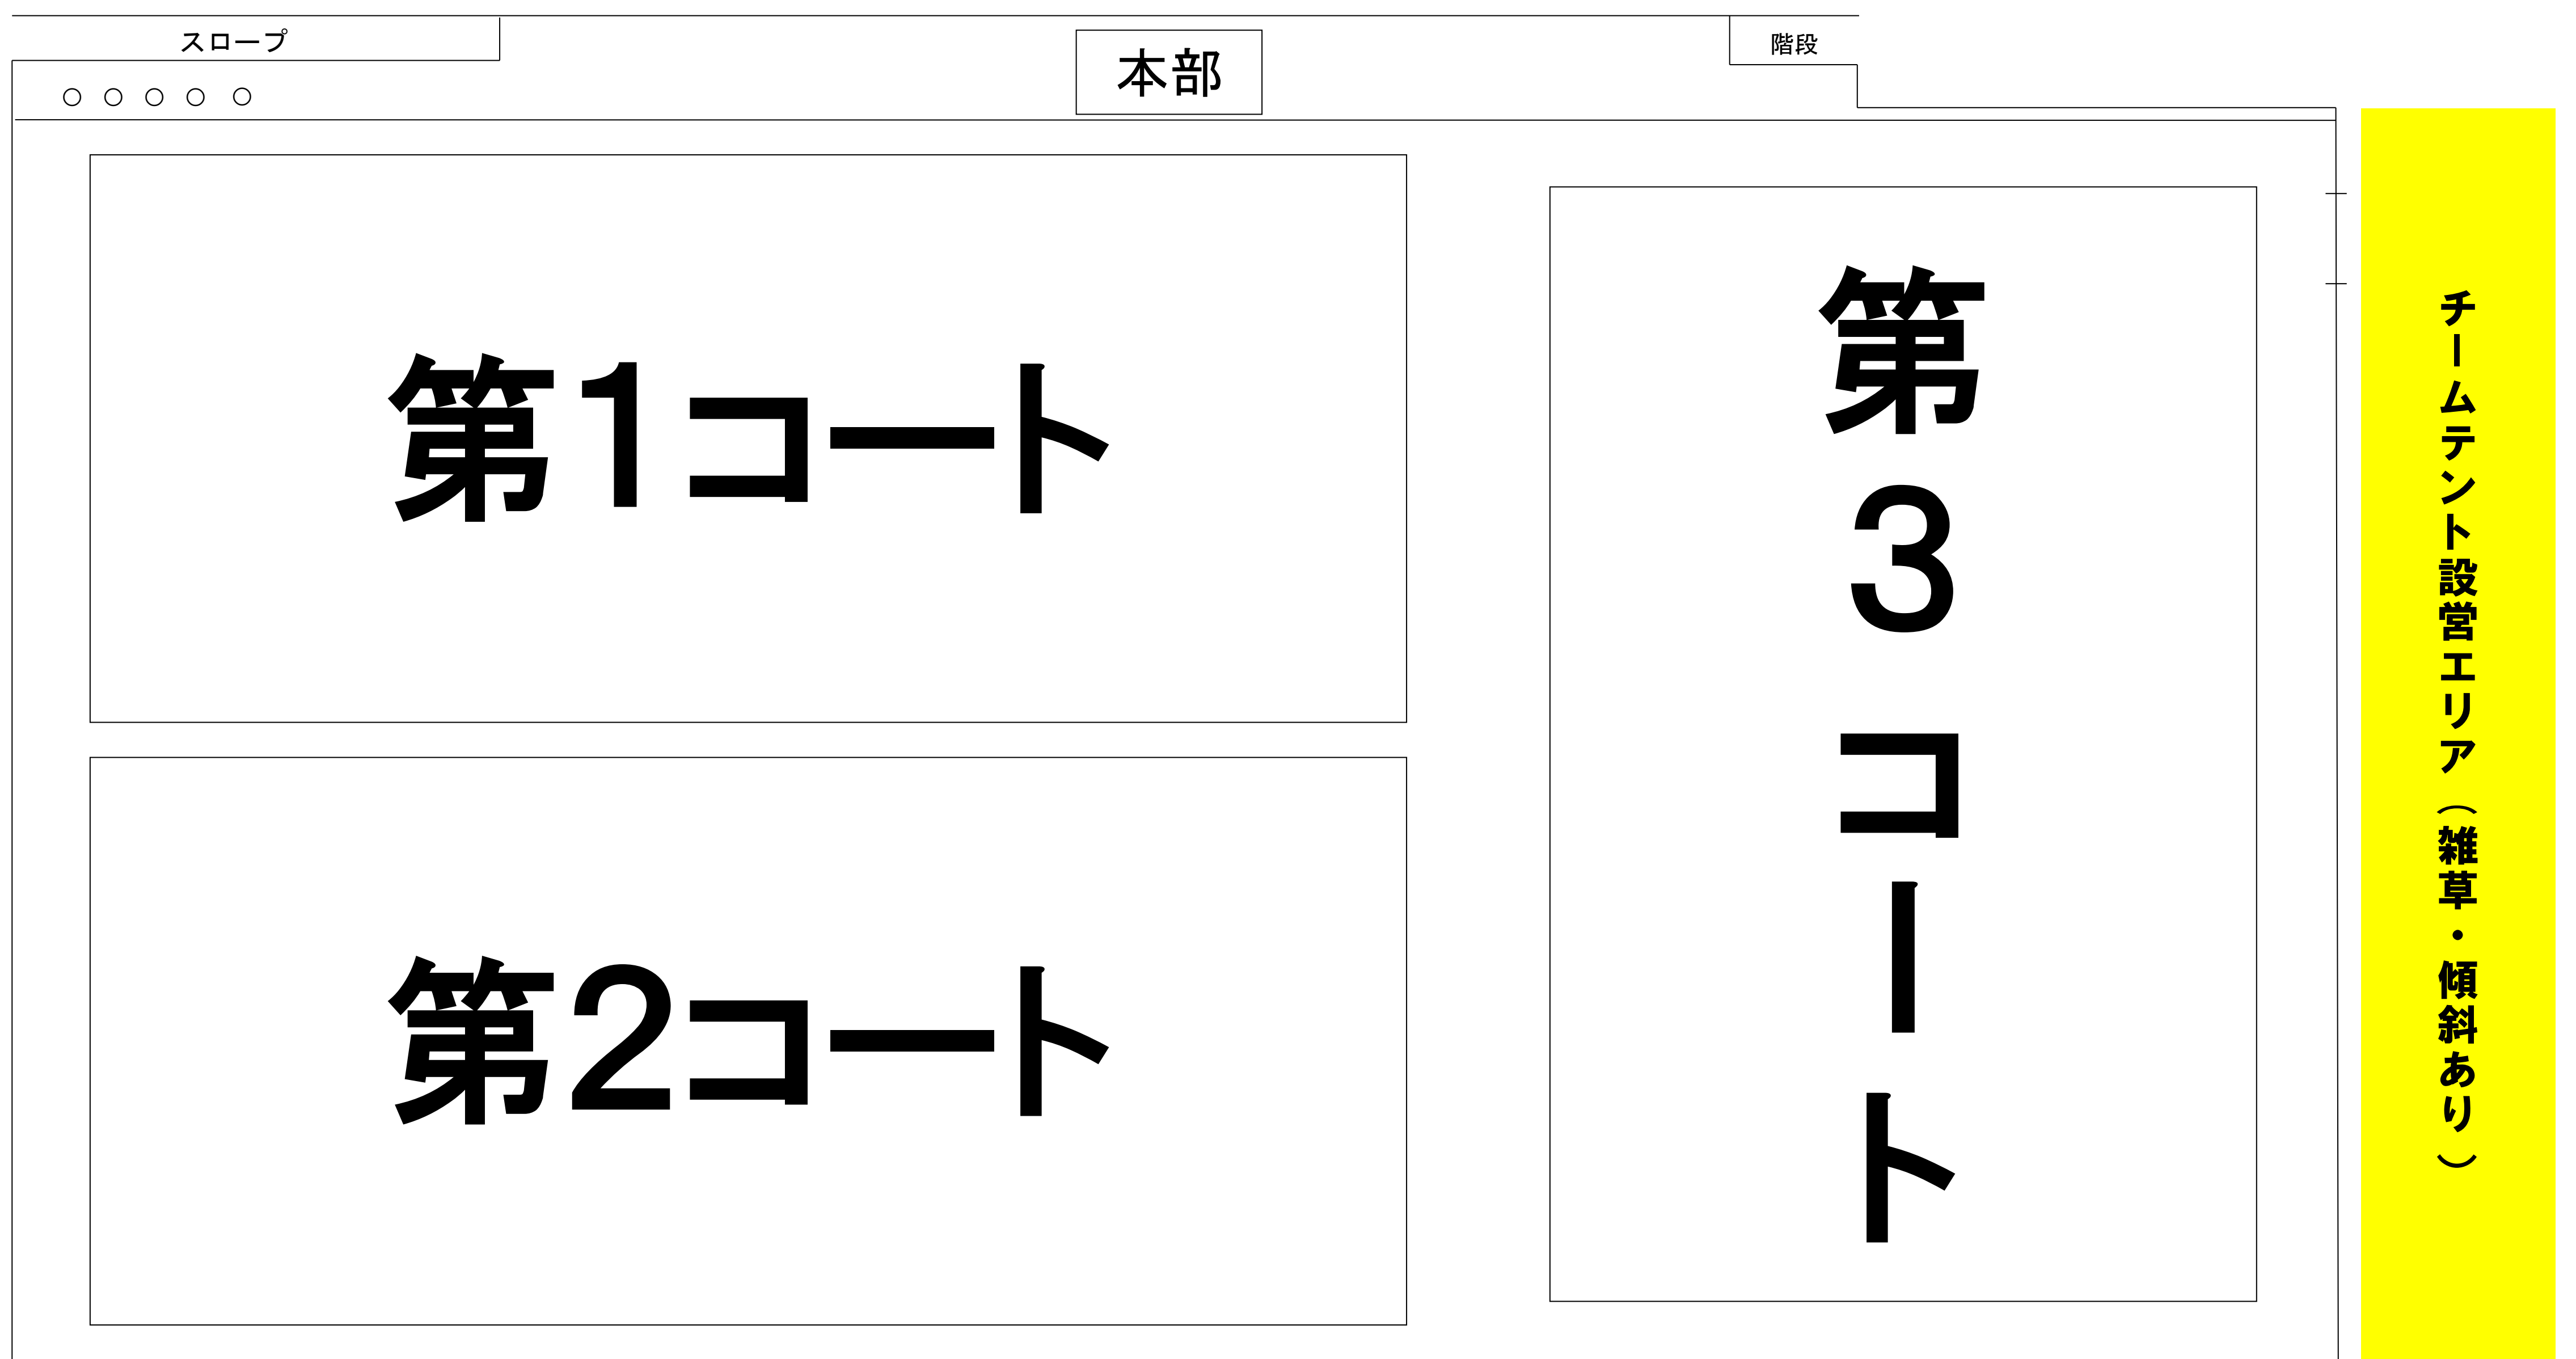 スロープ
本部
階段
第1コート
第2コート
第3コート
チームテント設営エリア（雑草・傾斜あり）